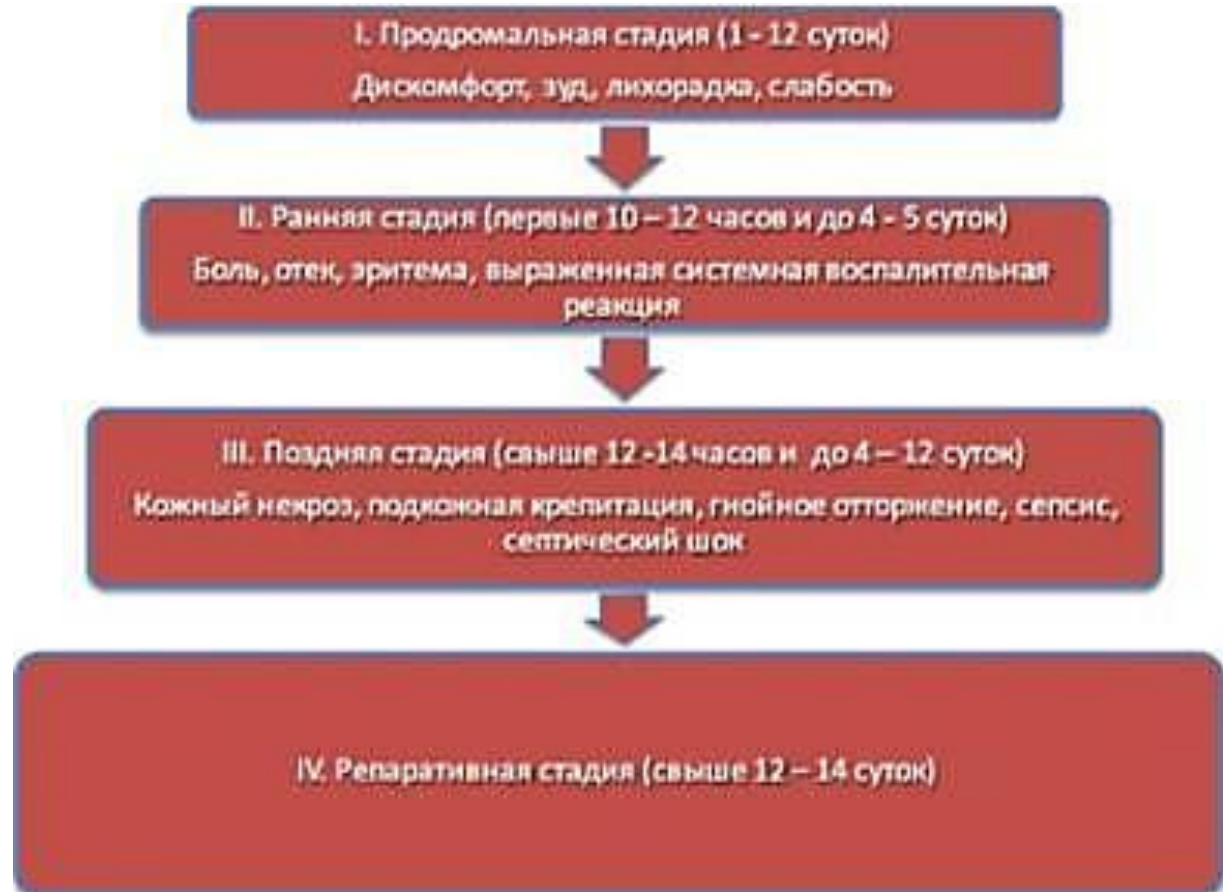 I. Продромальная стадия (1 - 12 суток)
Дискомфорт, зуд, лихорадка, слабость
II. Ранняя стадия (первые 10 – 12 часов и до 4 - 5 суток)
Боль, отек, эритема, выраженная системная воспалительная
реакция
III. Поздняя стадия (свыше 12 -14 часов и до 4 – 12 суток)
Кожный некроз, подкожная крепитация, гнойное отторжение, сепсис,
септический шок
IV. Репаративная стадия (свыше 12 – 14 суток)